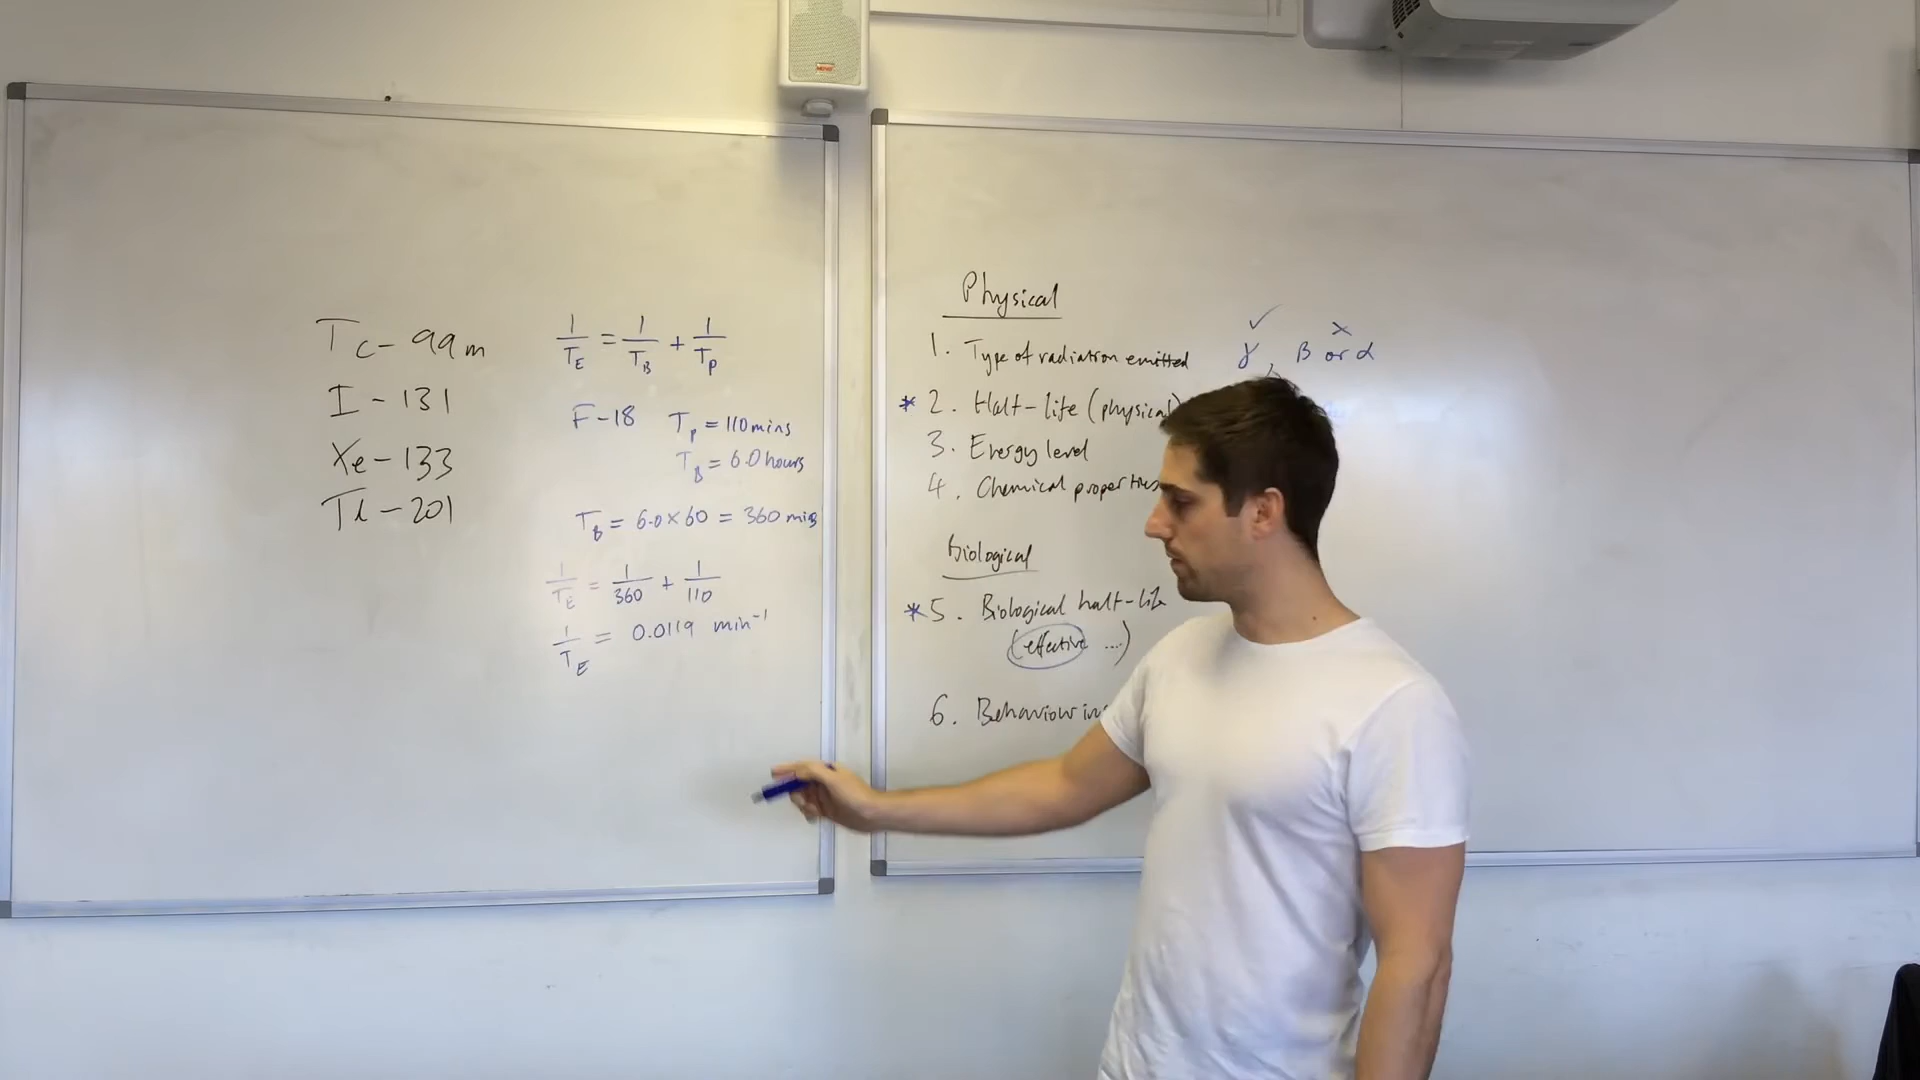 Tc-99m
I-131
Xe-133
Tl-201
1/T_E = 1/T_B + 1/T_P
F-18 T_P = 110mins
T_B = 6.0 hours
T_B = 6.0 × 60 = 360 mins
1/T_E = 1/360 + 1/110
1/T_E = 0.0119 min⁻¹
Physical
1. Type of radiation emitted γ, β or α
✓ ×
* 2. Half-life (physical)
3. Energy level
4. Chemical properties
Biological
* 5. Biological half-life
(effective ....)
6. Behaviour in